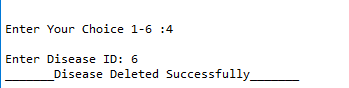 Enter Your Choice 1-6 :4
Enter Disease ID: 6
_______Disease Deleted Successfully_______